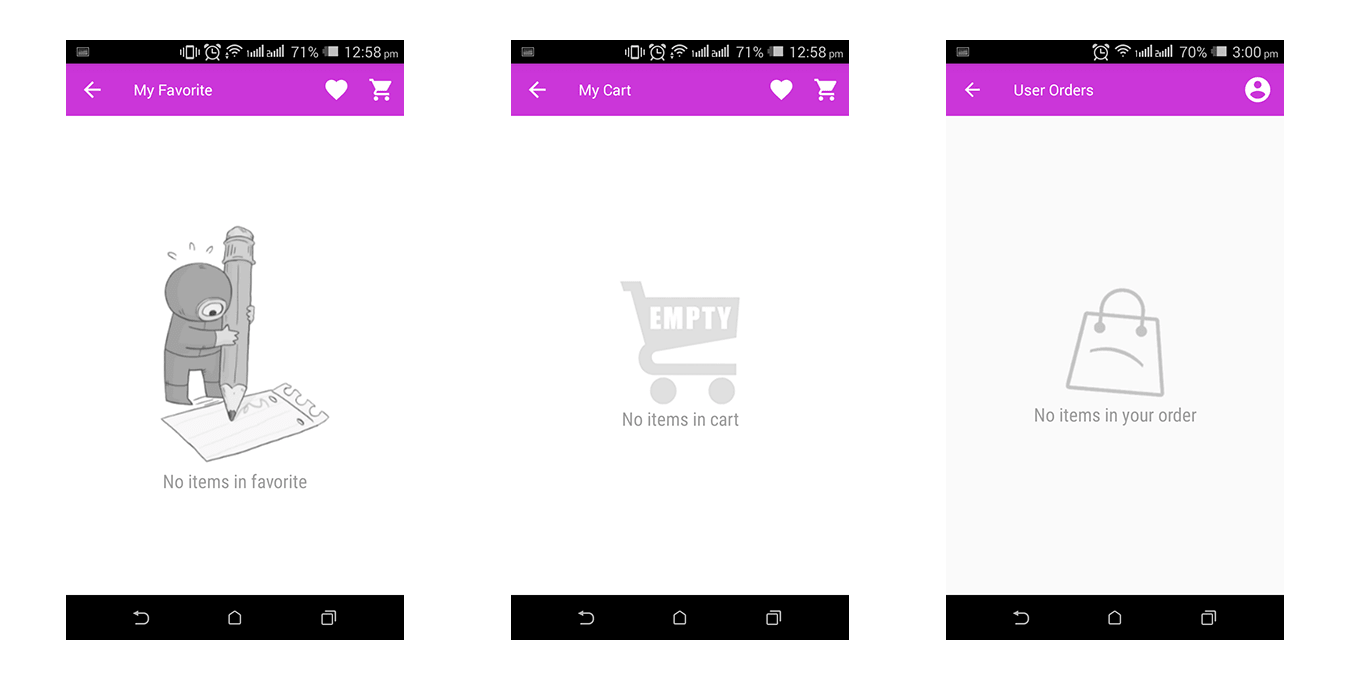 71% 12:58 pm
My Favorite
No items in favorite
71% 12:58 pm
My Cart
EMPTY
No items in cart
70% 3:00 pm
User Orders
No items in your order